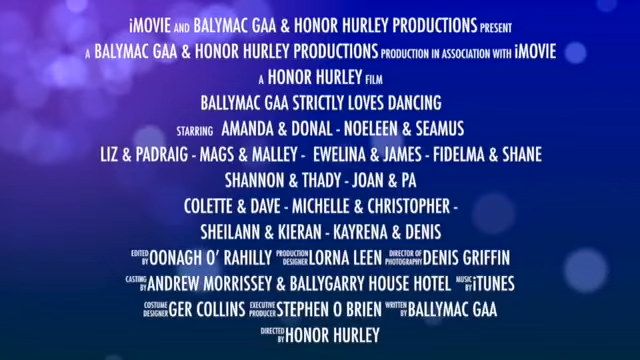 iMOVIE AND BALYMAC GAA & HONOR HURLEY PRODUCTIONS PRESENT
A BALYMAC GAA & HONOR HURLEY PRODUCTIONS PRODUCTION IN ASSOCIATION WITH iMOVIE
A HONOR HURLEY FILM
BALLYMAC GAA STRICTLY LOVES DANCING
STARRING AMANDA & DONAL - NOELEEN & SEAMUS
LIZ & PADRAIG - MAGS & MALLEY - EWELINA & JAMES - FIDELMA & SHANE
SHANNON & THADY - JOAN & PA
COLETTE & DAVE - MICHELLE & CHRISTOPHER -
SHEILANN & KIERAN - KAYRENA & DENIS
EDITED BY OONAGH O' RAHILLY PRODUCTION DESIGNER LORNA LEEN DIRECTOR OF PHOTOGRAPHY DENIS GRIFFIN
CASTING BY ANDREW MORRISSEY & BALLYGARRY HOUSE HOTEL MUSIC BY iTUNES
COSTUME DESIGNER GER COLLINS EXECUTIVE PRODUCER STEPHEN O BRIEN WRITTEN BY BALLYMAC GAA
DIRECTED BY HONOR HURLEY